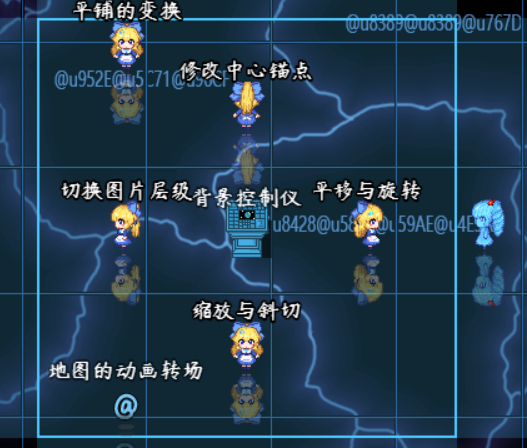 平铺的变换
@u8389@u8389@u767D
修改中心锚点
切换图片层级
背景控制仪
平移与旋转
缩放与斜切
地图的动画转场
@